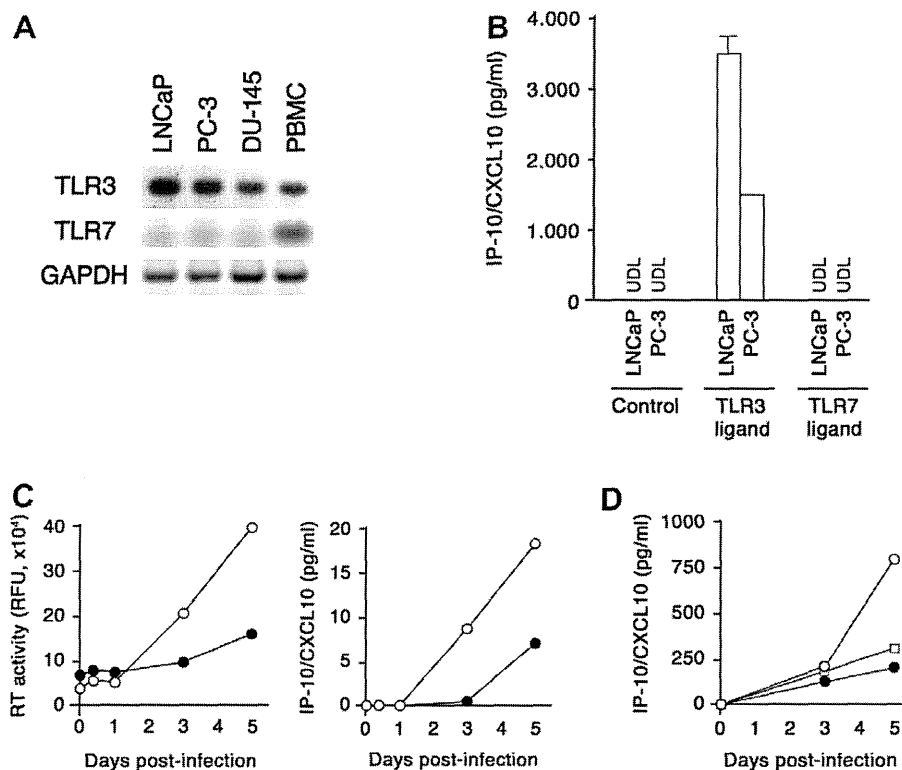 A
LNCaP
PC-3
DU-145
PBMC
TLR3
TLR7
GAPDH
B
IP-10/CXCL10 (pg/ml)
4.000
3.000
2.000
1.000
0
UDL
UDL
UDL
UDL
LNCaP
PC-3
LNCaP
PC-3
LNCaP
PC-3
Control
TLR3
ligand
TLR7
ligand
C
RT activity (RFU, x10⁴)
40
30
20
10
0
0 1 2 3 4 5
Days post-infection
IP-10/CXCL10 (pg/ml)
20
15
10
5
0
0 1 2 3 4 5
Days post-infection
D
IP-10/CXCL10 (pg/ml)
1000
750
500
250
0
0 1 2 3 4 5
Days post-infection